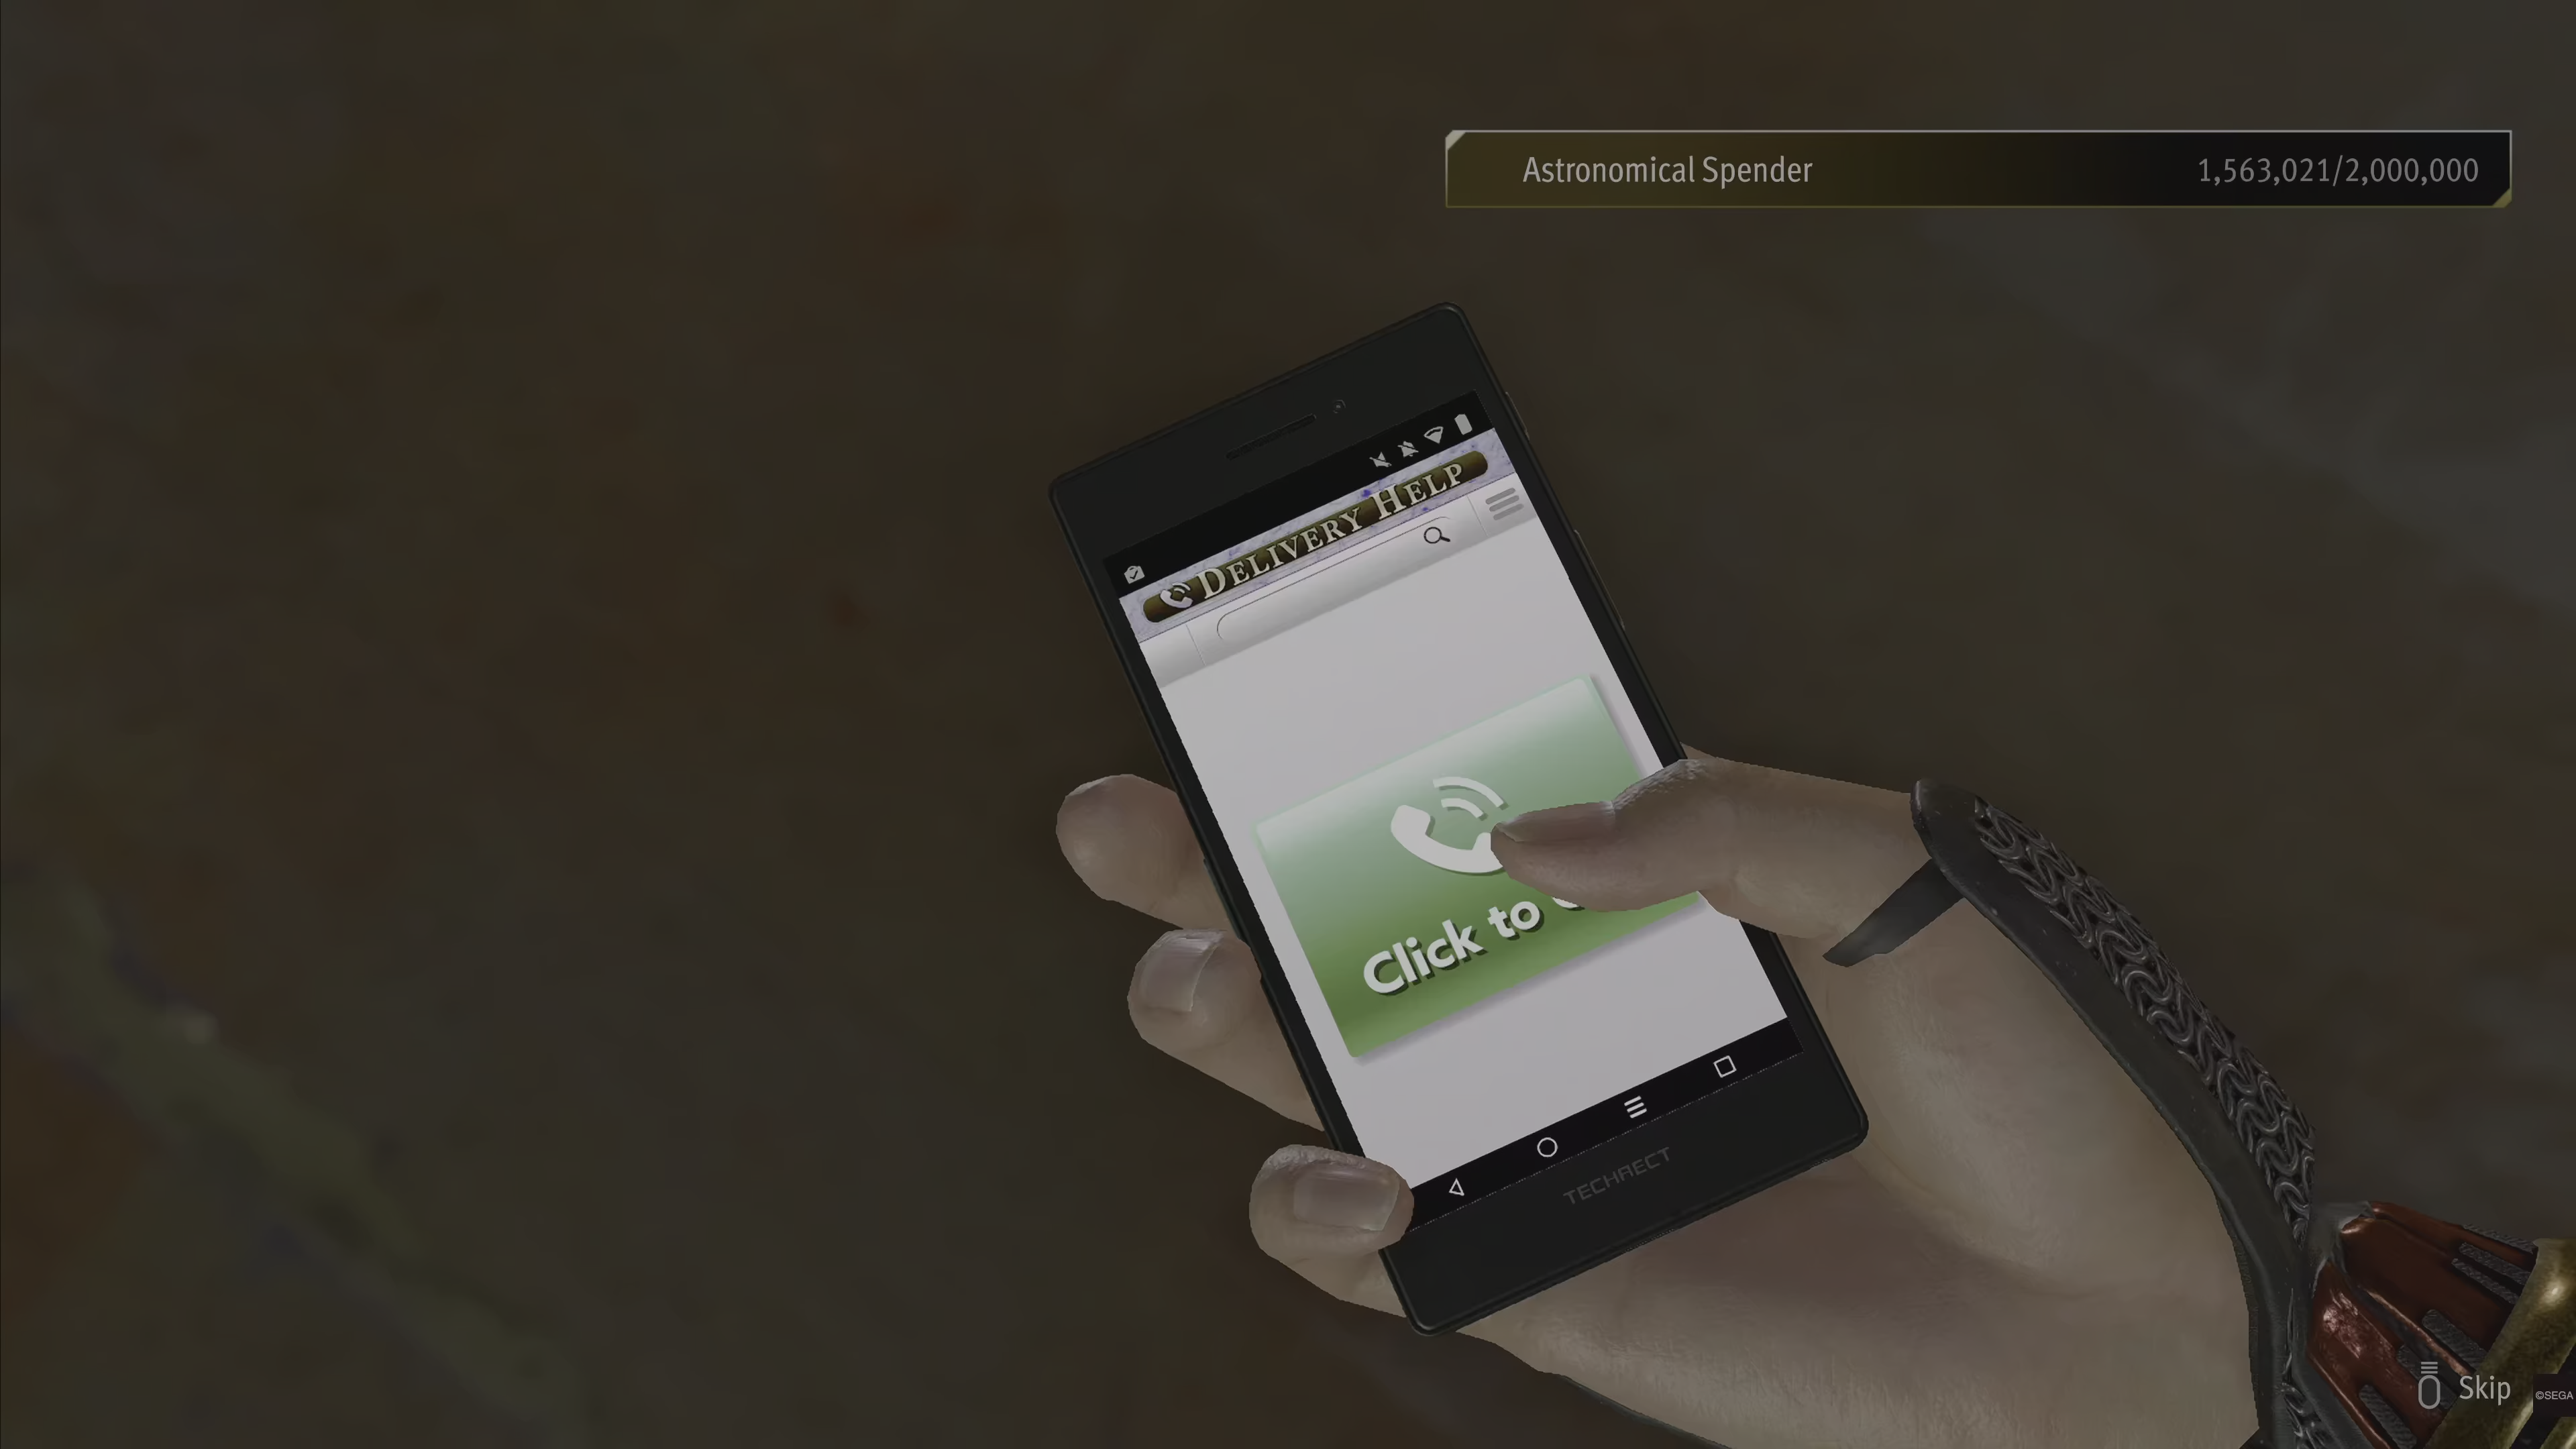 Astronomical Spender 1,563,021/2,000,000
DELIVERY HELP
Click to
TECHRECT
Skip
©SEGA